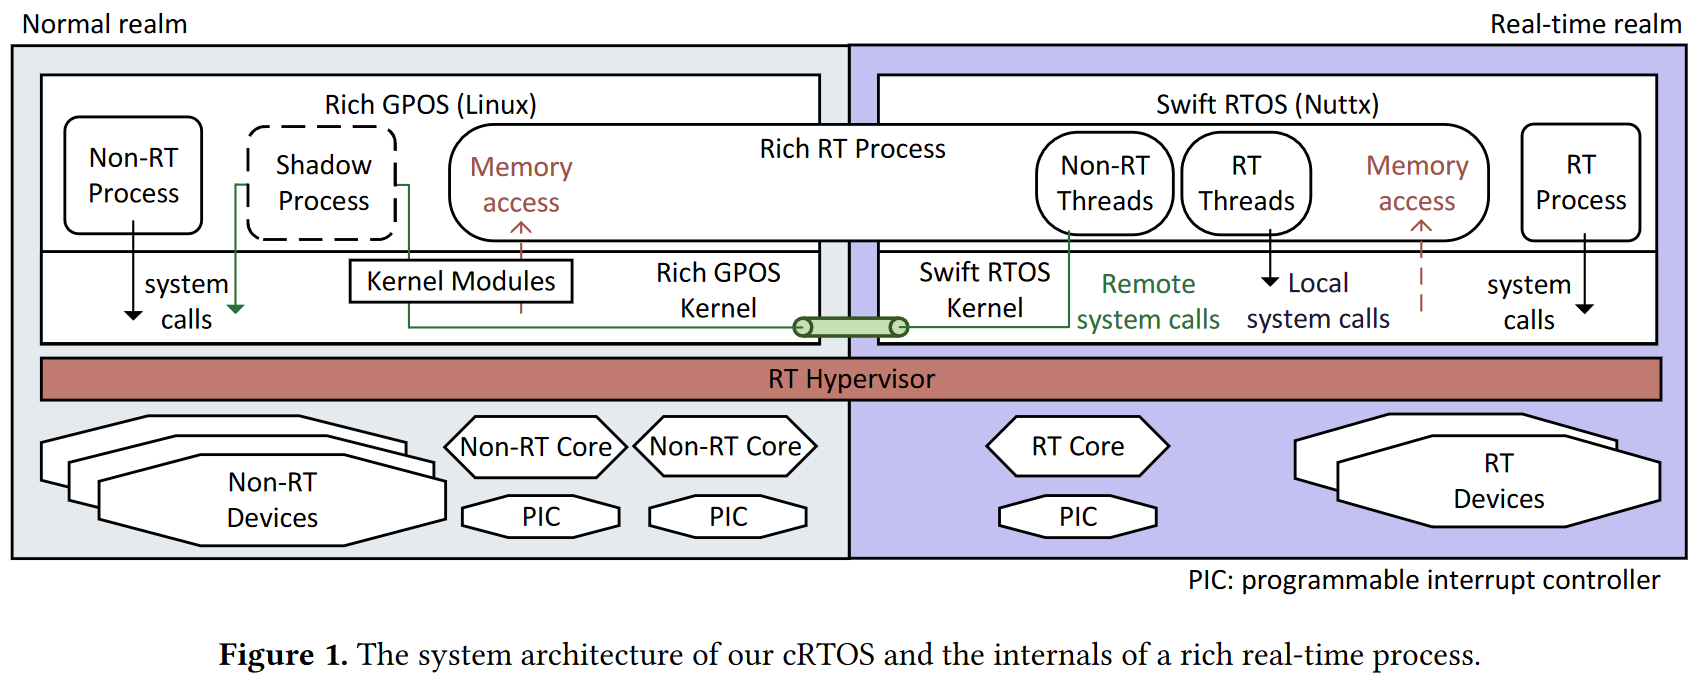 Normal realm
Real-time realm
Rich GPOS (Linux)
Swift RTOS (Nuttx)
Non-RT
Process
Shadow
Process
Memory
access
Rich RT Process
Non-RT
Threads
RT
Threads
Memory
access
RT
Process
system
calls
Kernel Modules
Rich GPOS
Kernel
Swift RTOS
Kernel
Remote
system calls
Local
system calls
system
calls
RT Hypervisor
Non-RT
Devices
Non-RT Core
Non-RT Core
PIC
PIC
RT Core
PIC
RT
Devices
PIC: programmable interrupt controller
Figure 1. The system architecture of our cRTOS and the internals of a rich real-time process.